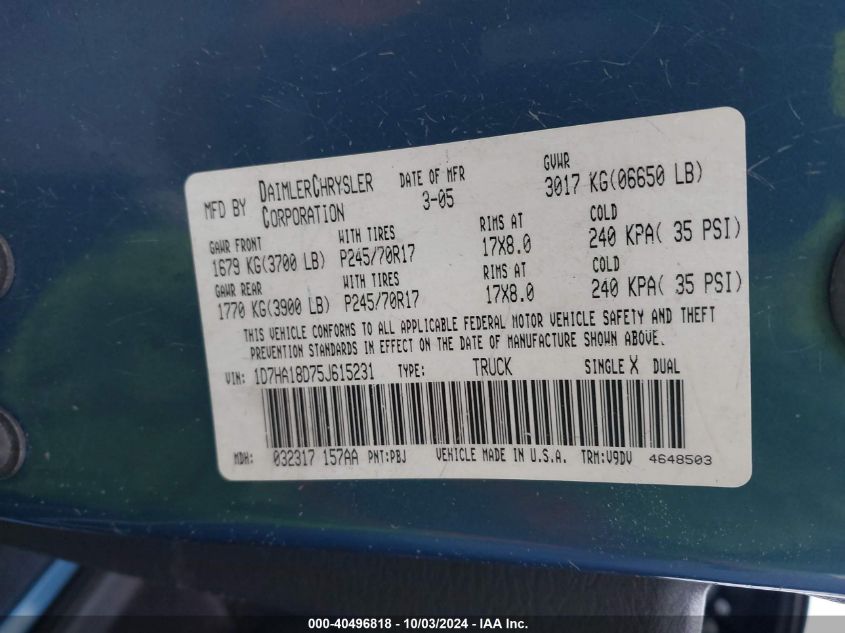 MFD BY DAIMLERCHRYSLER CORPORATION DATE OF MFR 3-05 GVWR 3017 KG(06650 LB)
GAWR FRONT WITH TIRES RIMS AT COLD
1679 KG(3700 LB) P245/70R17 17X8.0 240 KPA( 35 PSI)
GAWR REAR WITH TIRES RIMS AT COLD
1770 KG(3900 LB) P245/70R17 17X8.0 240 KPA( 35 PSI)
THIS VEHICLE CONFORMS TO ALL APPLICABLE FEDERAL MOTOR VEHICLE SAFETY AND THEFT
PREVENTION STANDARDS IN EFFECT ON THE DATE OF MANUFACTURE SHOWN ABOVE.
VIN: 1D7HA18D75J615231 TYPE: TRUCK SINGLE X DUAL
MDH: 032317 157AA PNT:PBJ VEHICLE MADE IN U.S.A. TRM:V9DV 4648503
000-40496818 - 10/03/2024 - IAA Inc.